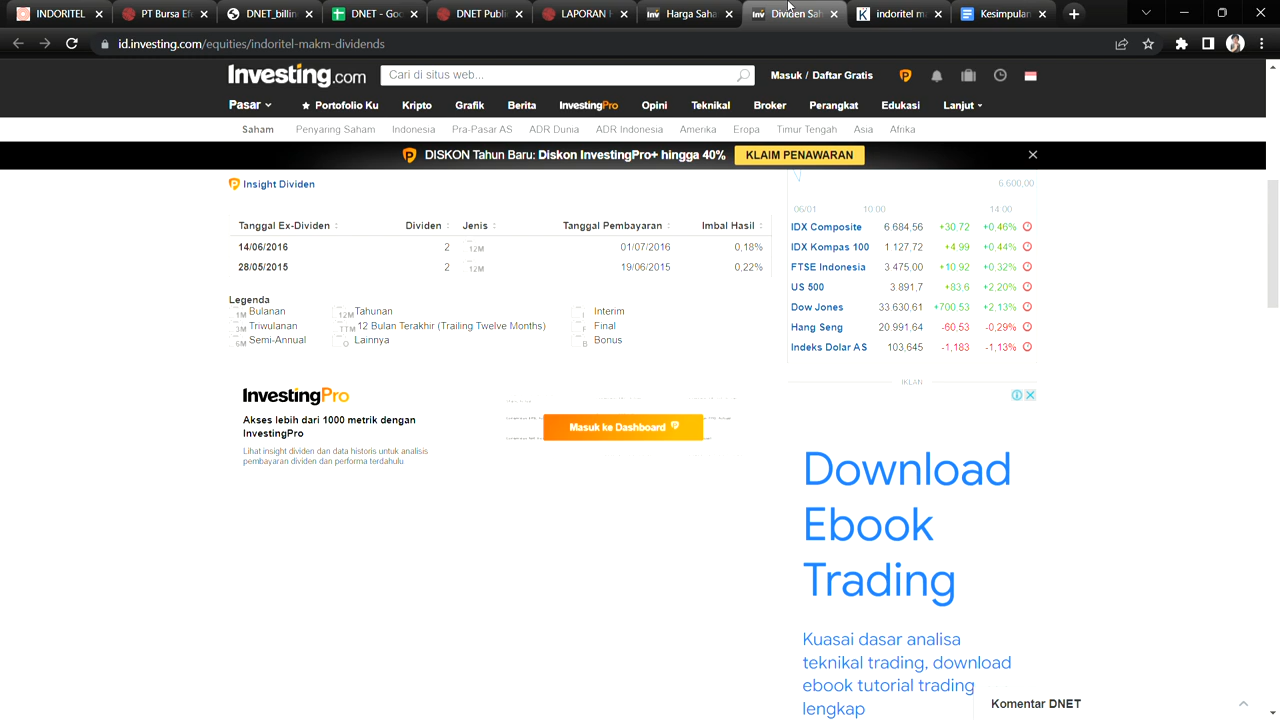 INDORITEL
PT Bursa Ef
DNET_billin
DNET - Goo
DNET Publi
LAPORAN
Harga Saha
Dividen Sah
indoritel m
Kesimpulan
id.investing.com/equities/indoritel-makm-dividends
Investing.com
Cari di situs web...
Masuk / Daftar Gratis
Pasar
Portofolio Ku
Kripto
Grafik
Berita
InvestingPro
Opini
Teknikal
Broker
Perangkat
Edukasi
Lanjut
Saham
Penyaring Saham
Indonesia
Pra-Pasar AS
ADR Dunia
ADR Indonesia
Amerika
Eropa
Timur Tengah
Asia
Afrika
DISKON Tahun Baru: Diskon InvestingPro+ hingga 40%
KLAIM PENAWARAN
Insight Dividen
Tanggal Ex-Dividen Dividen Jenis Tanggal Pembayaran Imbal Hasil
14/06/2016 2 12M 01/07/2016 0,18%
28/05/2015 2 12M 19/06/2015 0,22%
Legenda
1M Bulanan 12M Tahunan I Interim
3M Triwulanan TTM 12 Bulan Terakhir (Trailing Twelve Months) F Final
6M Semi-Annual O Lainnya B Bonus
InvestingPro
Akses lebih dari 1000 metrik dengan
InvestingPro
Lihat insight dividen dan data historis untuk analisis
pembayaran dividen dan performa terdahulu
Masuk ke Dashboard
6.600,00
06/01 10:00 14:00
IDX Composite 6 684,56 +30,72 +0,46%
IDX Kompas 100 1 127,72 +4,99 +0,44%
FTSE Indonesia 3 475,00 +10,92 +0,32%
US 500 3 891,7 +83,6 +2,20%
Dow Jones 33 630,61 +700,53 +2,13%
Hang Seng 20 991,64 -60,53 -0,29%
Indeks Dolar AS 103,645 -1,183 -1,13%
IKLAN
Download
Ebook
Trading
Kuasai dasar analisa
teknikal trading, download
ebook tutorial trading
lengkap
Komentar DNET